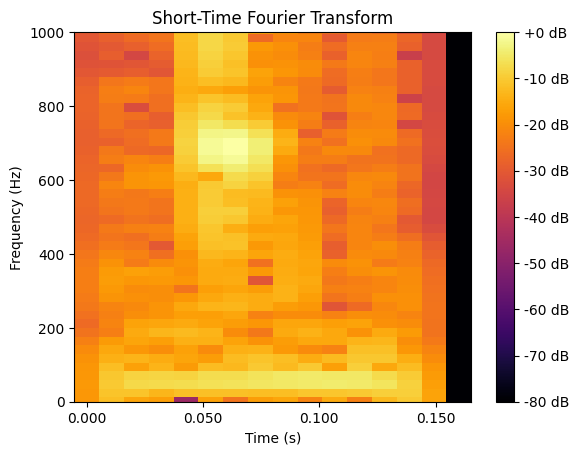 Short-Time Fourier Transform
1000
800
600
400
200
0
Frequency (Hz)
0.000
0.050
0.100
0.150
Time (s)
+0 dB
-10 dB
-20 dB
-30 dB
-40 dB
-50 dB
-60 dB
-70 dB
-80 dB